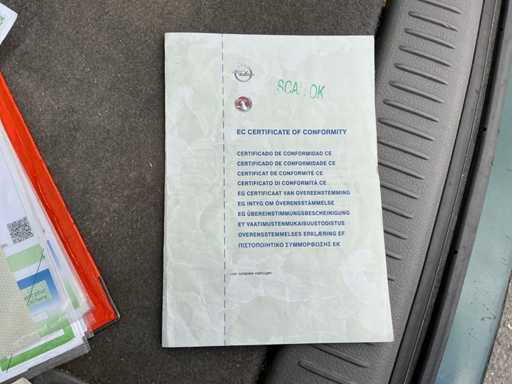 SCAN OK
EC CERTIFICATE OF CONFORMITY
CERTIFICADO DE CONFORMIDAD CE
CERTIFICADO DE CONFORMIDADE CE
CERTIFICAT DE CONFORMITE CE
CERTIFICATO DI CONFORMITÀ CE
EG CERTIFICAAT VAN OVEREENSTEMMING
EG INTYG OM ÖVERENSSTÄMMELSE
EG ÜBEREINSTIMMUNGSBESCHEINIGUNG
EY VAATIMUSTENMUKAISUUSTODISTUS
OVERENSSTEMMELSES ERKLÆRING EF
ΠΙΣΤΟΠΟΙΗΤΙΚΟ ΣΥΜΜΟΡΦΩΣΗΣ ΕΚ